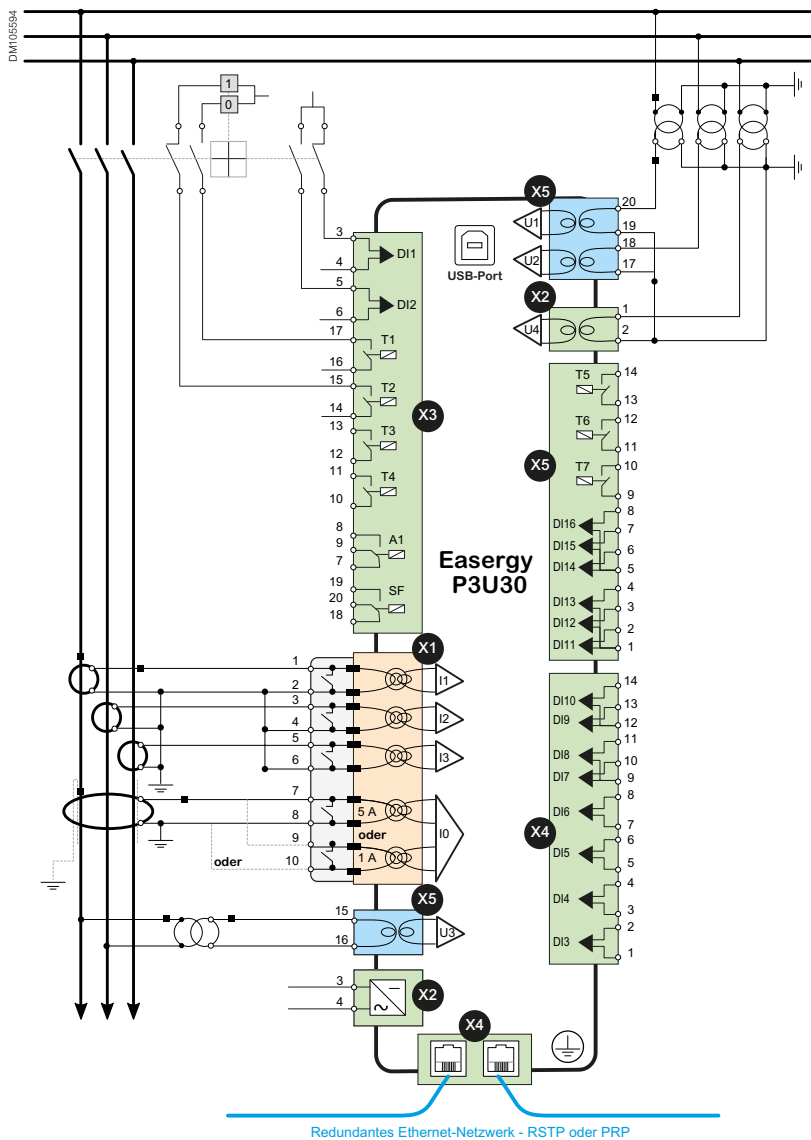 DM105594
1
0
X5
20
U1
19
18
U2
17
USB-Port
X2
1
U4
2
3
DI1
4
5
DI2
6
17
T1
16
15
T2
14
T3
13
12
T4
11
10
8
A1
9
7
19
SF
20
18
X3
T5
14
13
T6
12
11
X5
T7
10
9
8
DI16
7
DI15
6
DI14
5
4
DI13
3
DI12
2
DI11
1
Easergy
P3U30
X1
1
I1
2
3
I2
4
5
I3
6
7
5 A
8
oder
I0
9
1 A
10
oder
14
DI10
13
DI9
12
11
DI8
10
DI7
9
8
DI6
7
X4
6
DI5
5
4
DI4
3
2
DI3
1
X5
15
U3
16
X2
3
4
X4
Redundantes Ethernet-Netzwerk - RSTP oder PRP